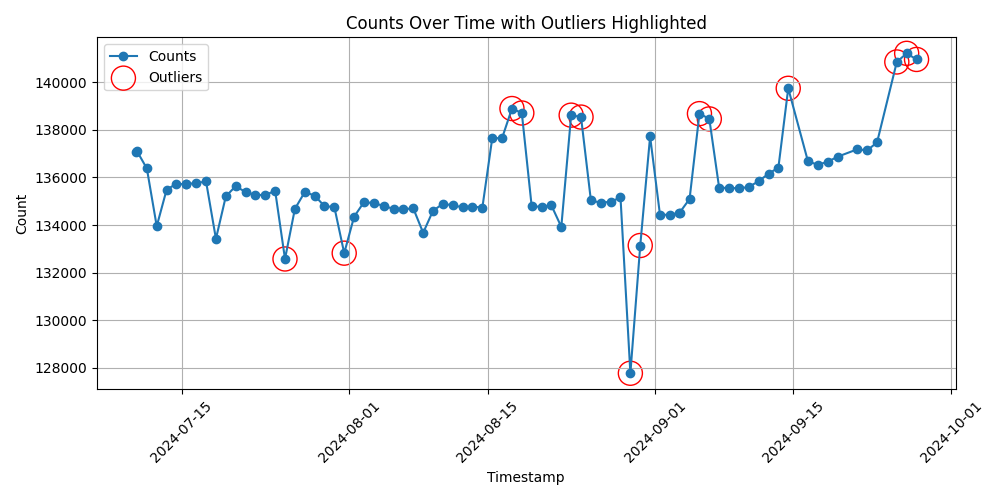 Counts Over Time with Outliers Highlighted
Counts
Outliers
140000
138000
136000
134000
132000
130000
128000
Count
2024-07-15
2024-08-01
2024-08-15
2024-09-01
2024-09-15
2024-10-01
Timestamp